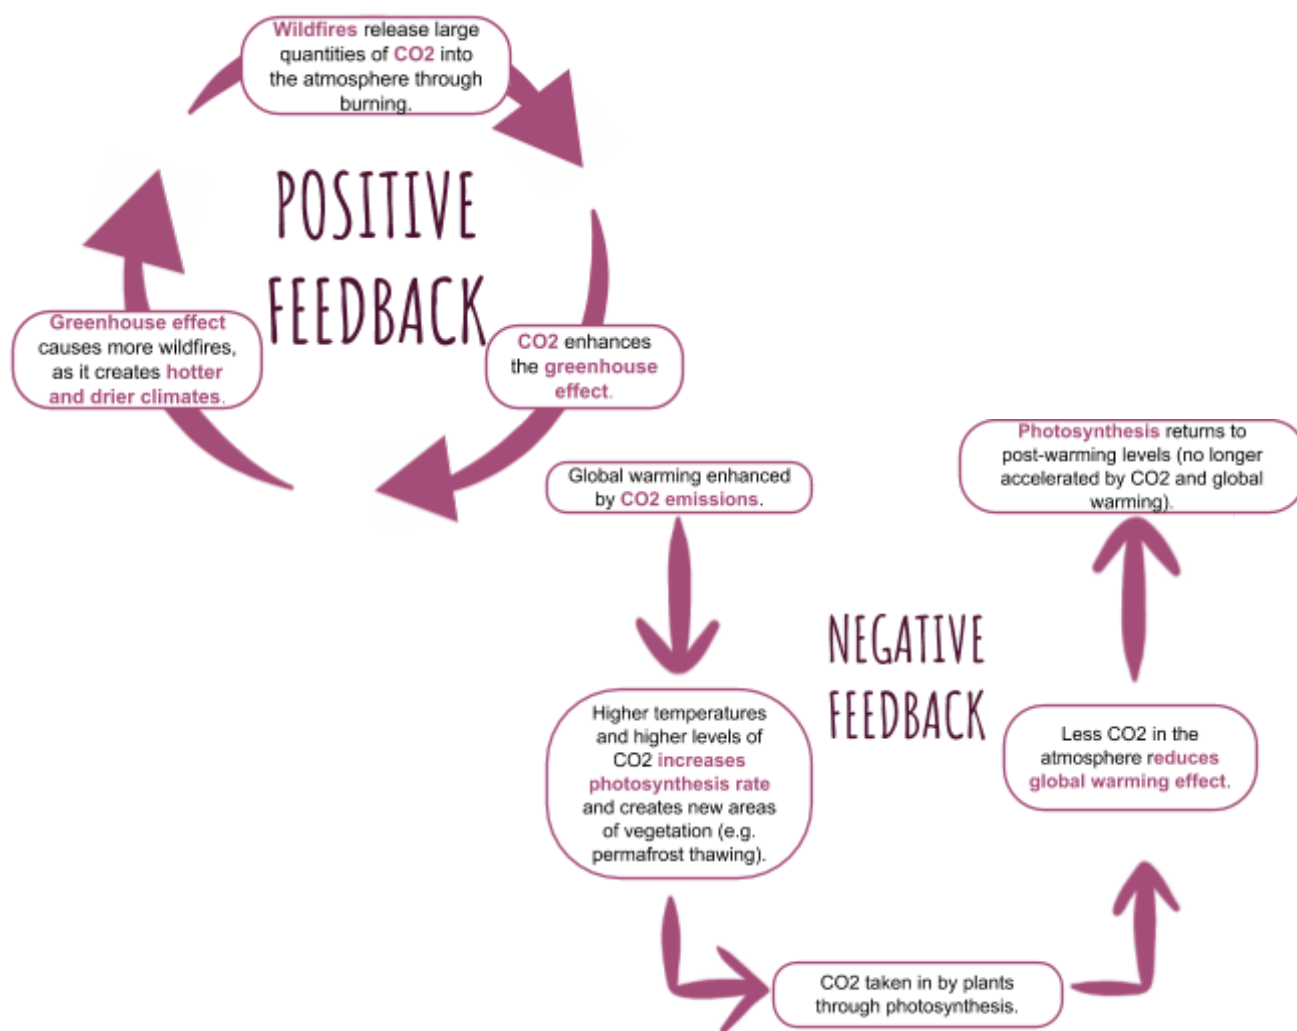 Wildfires release large
quantities of CO2 into
the atmosphere through
burning.
POSITIVE
FEEDBACK
CO2 enhances
the greenhouse
effect.
Greenhouse effect
causes more wildfires,
as it creates hotter
and drier climates.
Global warming enhanced
by CO2 emissions.
Higher temperatures
and higher levels of
CO2 increases
photosynthesis rate
and creates new areas
of vegetation (e.g.
permafrost thawing).
NEGATIVE
FEEDBACK
CO2 taken in by plants
through photosynthesis.
Less CO2 in the
atmosphere reduces
global warming effect.
Photosynthesis returns to
post-warming levels (no longer
accelerated by CO2 and global
warming).